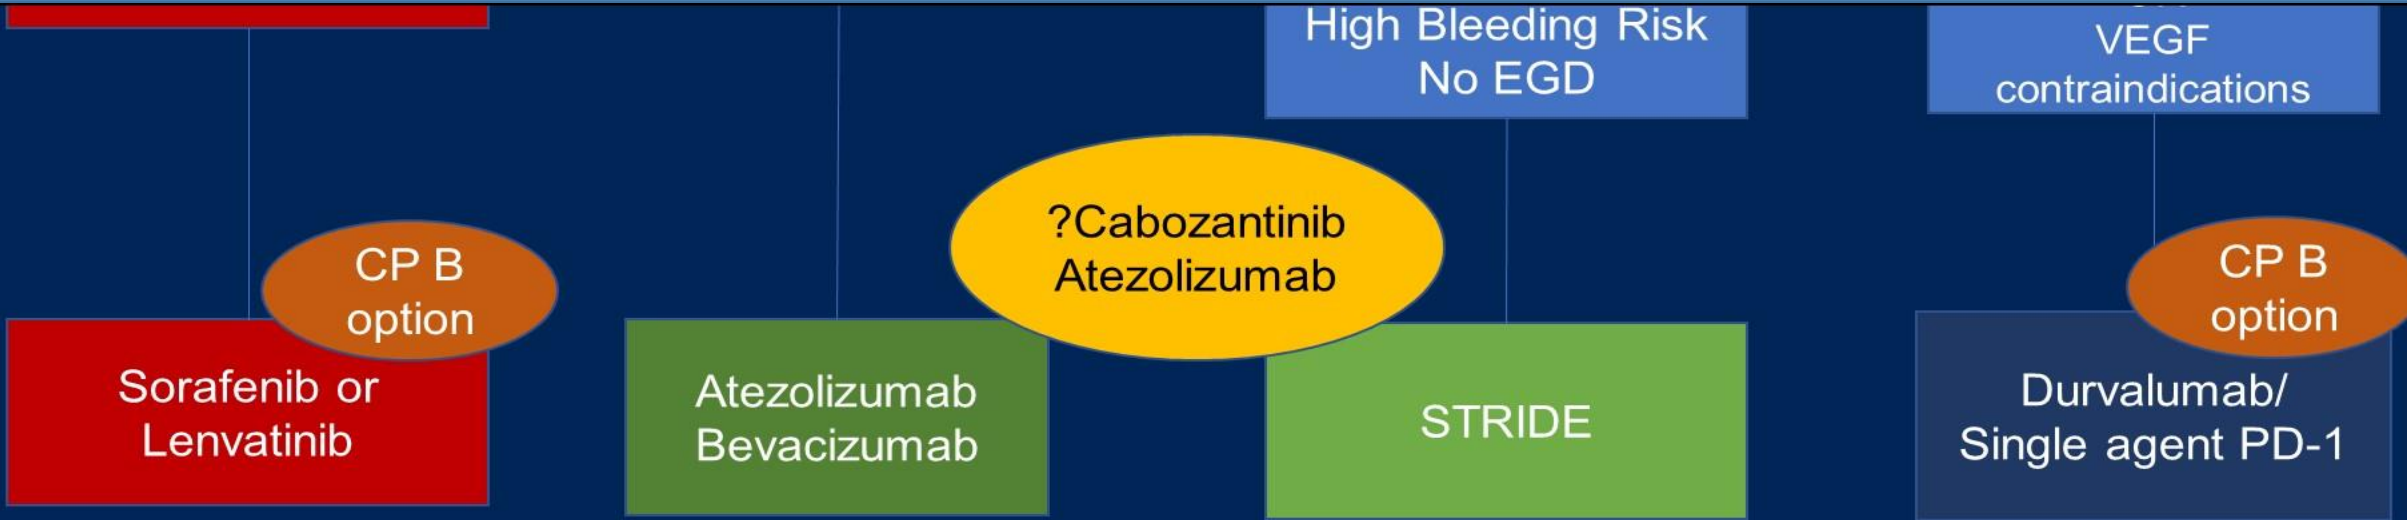 High Bleeding Risk
No EGD
VEGF
contraindications
?Cabozantinib
Atezolizumab
CP B
option
CP B
option
Sorafenib or
Lenvatinib
Atezolizumab
Bevacizumab
STRIDE
Durvalumab/
Single agent PD-1